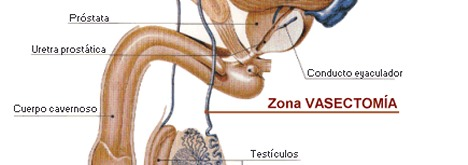 Próstata
Uretra prostática
Conducto eyaculador
Zona VASECTOMÍA
Cuerpo cavernoso
Testículos